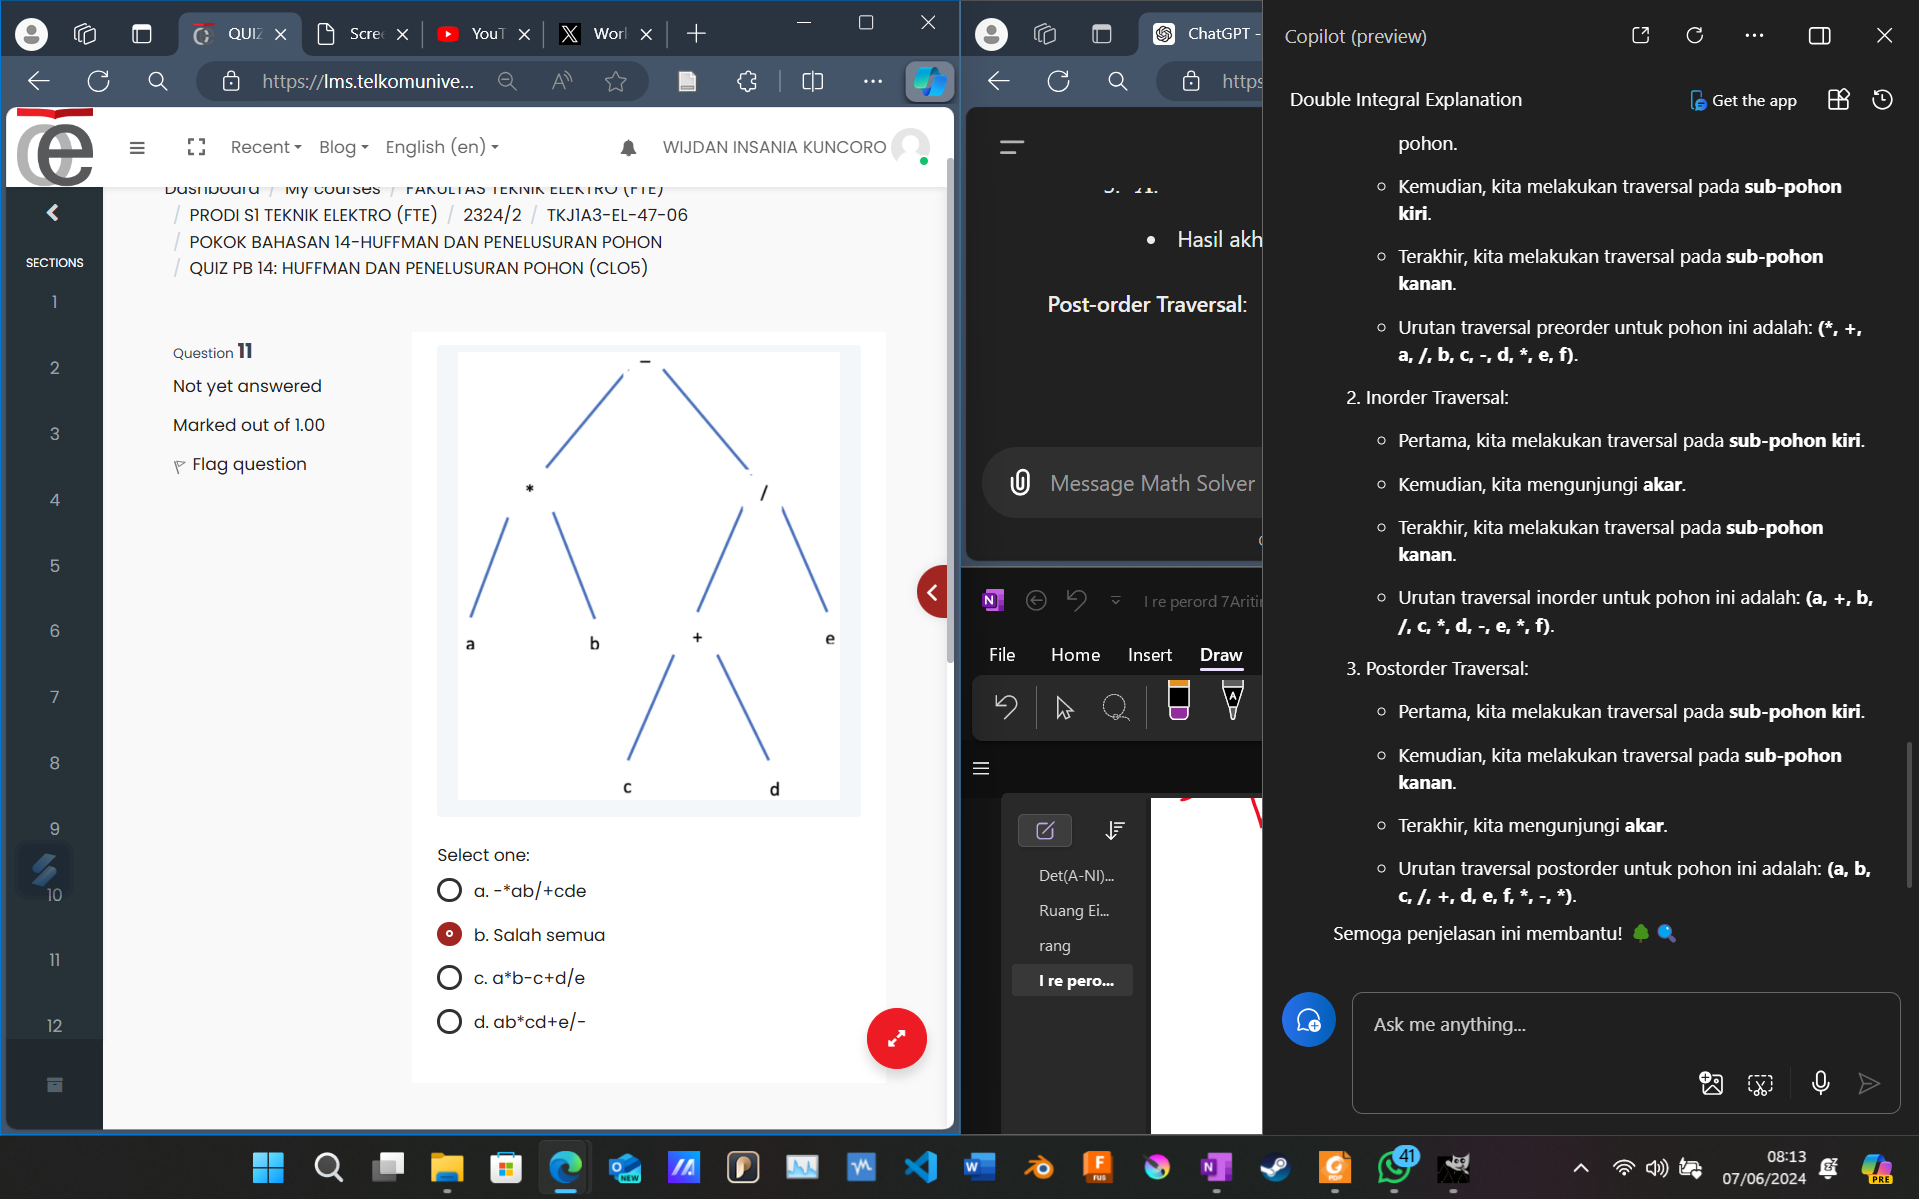 QUIZ
Scre
YouT
Worl
https://lms.telkomunive...
Recent
Blog
English (en)
WIJDAN INSANIA KUNCORO
Dashboard / My courses / FAKULTAS TEKNIK ELEKTRO (FTE)
/ PRODI S1 TEKNIK ELEKTRO (FTE) / 2324/2 / TKJ1A3-EL-47-06
/ POKOK BAHASAN 14-HUFFMAN DAN PENELUSURAN POHON
/ QUIZ PB 14: HUFFMAN DAN PENELUSURAN POHON (CLO5)
SECTIONS
1
2
3
4
5
6
7
8
9
10
11
12
Question 11
Not yet answered
Marked out of 1.00
Flag question
-
*
/
a
b
+
e
c
d
Select one:
a. -*ab/+cde
b. Salah semua
c. a*b-c+d/e
d. ab*cd+e/-
ChatGPT -
https
Hasil akh
Post-order Traversal:
Message Math Solver
I re perord 7Aritin
File
Home
Insert
Draw
Det(A-NI)...
Ruang Ei...
rang
I re pero...
Copilot (preview)
Double Integral Explanation
Get the app
pohon.
Kemudian, kita melakukan traversal pada sub-pohon
kiri.
Terakhir, kita melakukan traversal pada sub-pohon
kanan.
Urutan traversal preorder untuk pohon ini adalah: (*, +,
a, /, b, c, -, d, *, e, f).
2. Inorder Traversal:
Pertama, kita melakukan traversal pada sub-pohon kiri.
Kemudian, kita mengunjungi akar.
Terakhir, kita melakukan traversal pada sub-pohon
kanan.
Urutan traversal inorder untuk pohon ini adalah: (a, +, b,
/, c, *, d, -, e, *, f).
3. Postorder Traversal:
Pertama, kita melakukan traversal pada sub-pohon kiri.
Kemudian, kita melakukan traversal pada sub-pohon
kanan.
Terakhir, kita mengunjungi akar.
Urutan traversal postorder untuk pohon ini adalah: (a, b,
c, /, +, d, e, f, *, -, *).
Semoga penjelasan ini membantu!
Ask me anything...
41
08:13
07/06/2024
PRE